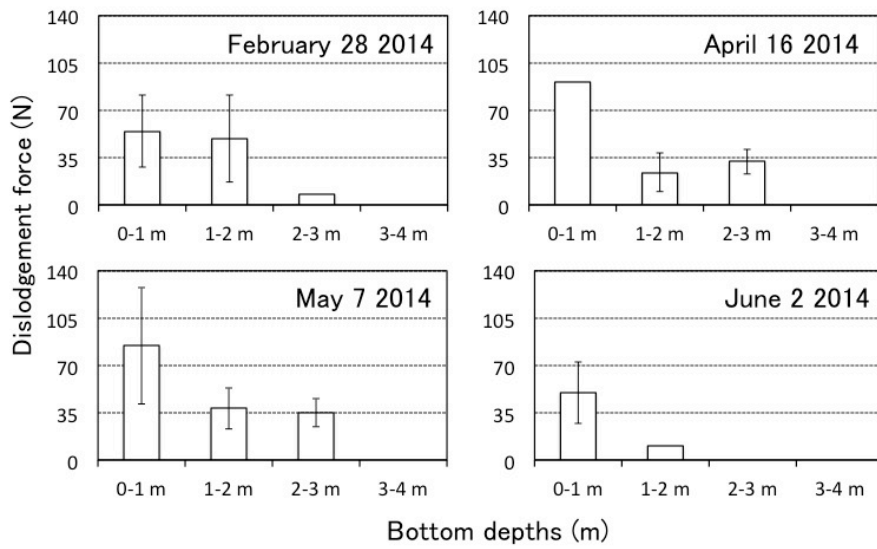 Dislodgement force (N)
February 28 2014
140
105
70
35
0
0-1 m 1-2 m 2-3 m 3-4 m
April 16 2014
140
105
70
35
0
0-1 m 1-2 m 2-3 m 3-4 m
May 7 2014
140
105
70
35
0
0-1 m 1-2 m 2-3 m 3-4 m
June 2 2014
140
105
70
35
0
0-1 m 1-2 m 2-3 m 3-4 m
Bottom depths (m)